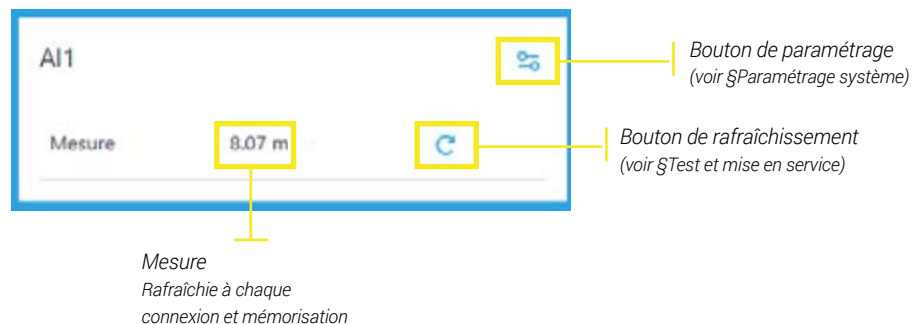 AI1
Bouton de paramétrage
(voir §Paramétrage système)
Mesure
8.07 m
Bouton de rafraîchissement
(voir §Test et mise en service)
Mesure
Rafraîchie à chaque
connexion et mémorisation